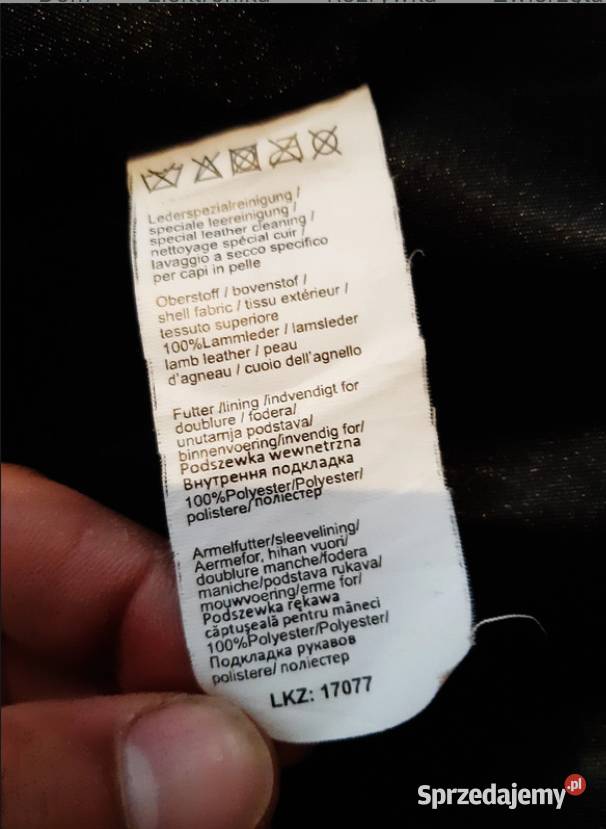 Lederspezialreinigung/
speciale leereinigung/
special leather cleaning /
nettoyage spécial cuir /
lavaggio a secco specifico
per capi in pelle
Oberstoff / bovenstof /
shell fabric / tissu extérieur /
tessuto superiore
100%Lammleder / lamsleder
lamb leather / peau
d'agneau / cuoio dell'agnello
Futter /lining /indvendigt for
doublure / fodera/
unutarnja podstava/
binnenvoering/invendig for/
Podszewka wewnetrzna
Внутрення подкладка
100%Polyester/Polyester/
polistere/ полiестер
Armelfutter/sleevelining/
Aermefor, hihan vuori/
doublure manche/fodera
maniche/podstava rukava/
mouwvoering/erme for/
Podszewka rękawa
căptuşeală pentru mâneci
100%Polyester/Polyester/
Подкладка рукавов
polistere/ полiестер
LKZ: 17077
Sprzedajemy.pl